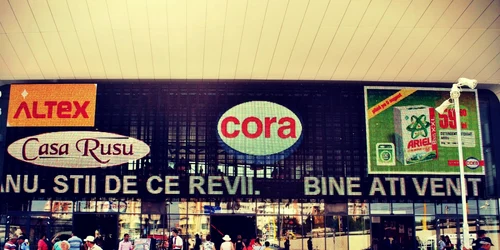 ALTEX
Casa Rusu
cora
ARIEL
NU. STII DE CE REVII.
BINE ATI VENIT